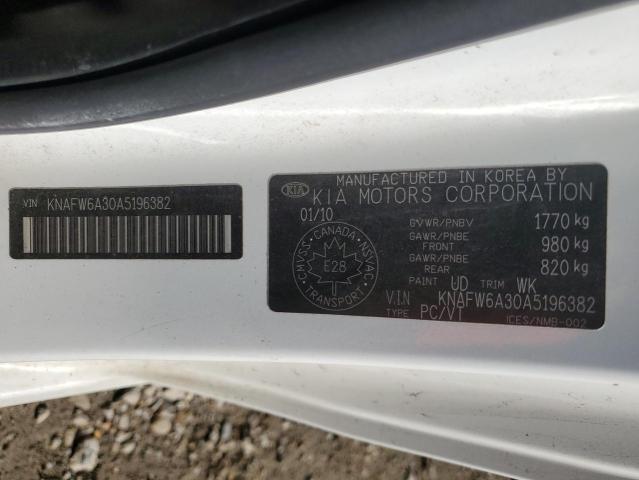 VIN KNAFW6A30A5196382
MANUFACTURED IN KOREA BY
KIA KIA MOTORS CORPORATION
01/10
GVWR/PNBV 1770 kg
GAWR/PNBE FRONT 980 kg
GAWR/PNBE REAR 820 kg
PAINT UD TRIM WK
V.I.N KNAFW6A30A5196382
TYPE PC/VT
ICES/NMB-002
CMVSS · CANADA · NSVAC
E28
TRANSPORT